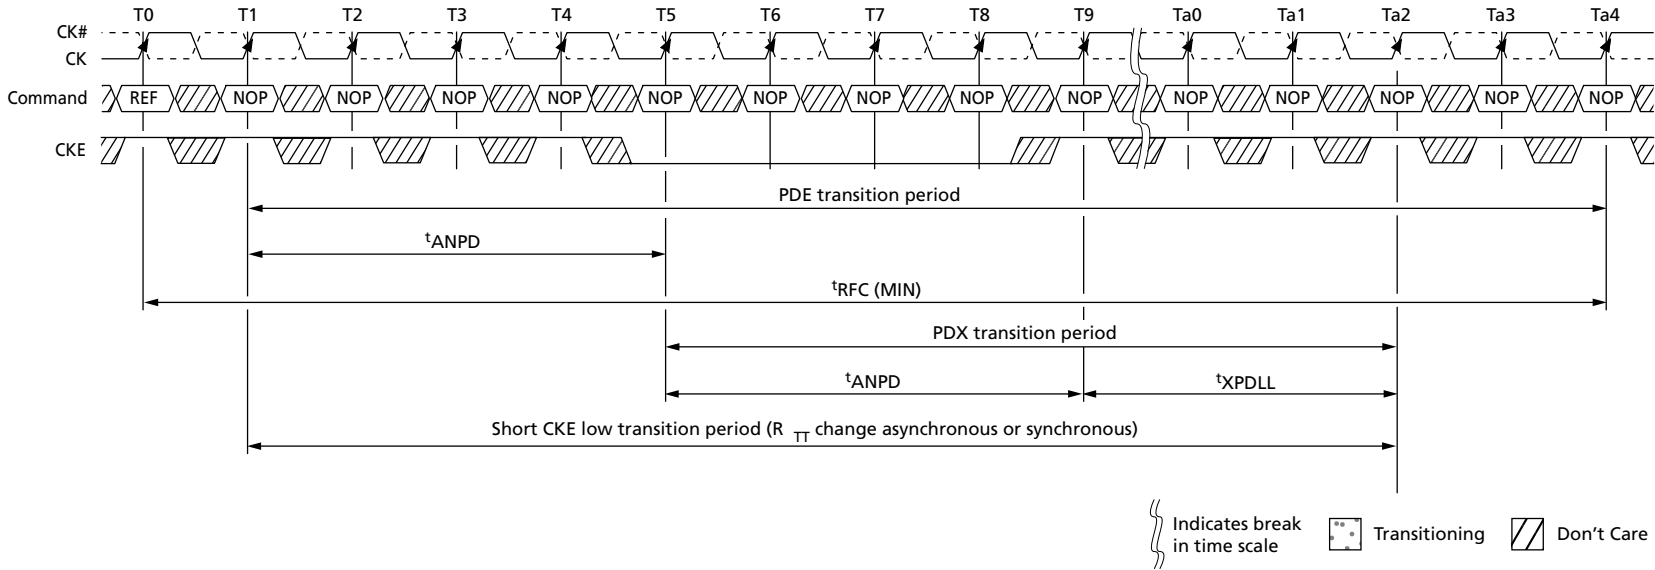 T0 T1 T2 T3 T4 T5 T6 T7 T8 T9 Ta0 Ta1 Ta2 Ta3 Ta4
CK#
CK
Command REF NOP NOP NOP NOP NOP NOP NOP NOP NOP NOP NOP NOP NOP NOP
CKE
PDE transition period
tANPD
tRFC (MIN)
PDX transition period
tANPD tXPDLL
Short CKE low transition period (R TT change asynchronous or synchronous)
Indicates break
in time scale
Transitioning
Don't Care